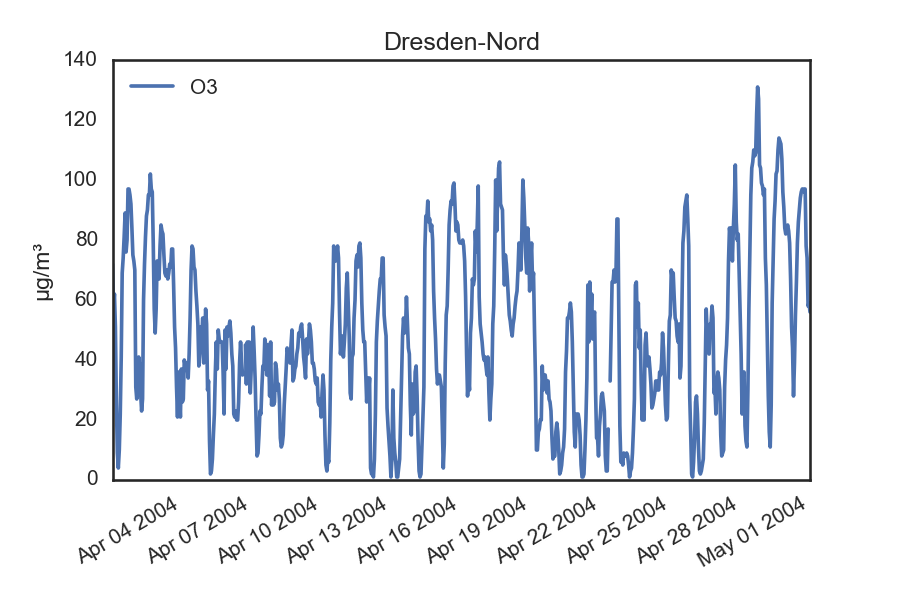 Dresden-Nord
O3
µg/m³
140
120
100
80
60
40
20
0
Apr 04 2004
Apr 07 2004
Apr 10 2004
Apr 13 2004
Apr 16 2004
Apr 19 2004
Apr 22 2004
Apr 25 2004
Apr 28 2004
May 01 2004